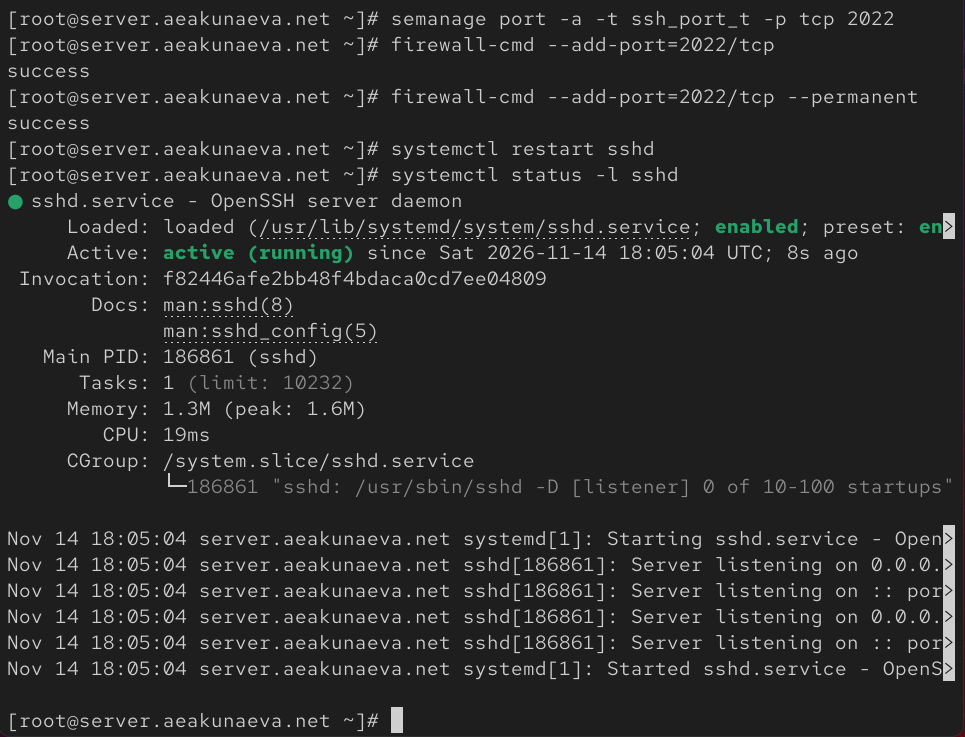 [root@server.aeakunaeva.net ~]# semanage port -a -t ssh_port_t -p tcp 2022
[root@server.aeakunaeva.net ~]# firewall-cmd --add-port=2022/tcp
success
[root@server.aeakunaeva.net ~]# firewall-cmd --add-port=2022/tcp --permanent
success
[root@server.aeakunaeva.net ~]# systemctl restart sshd
[root@server.aeakunaeva.net ~]# systemctl status -l sshd
● sshd.service - OpenSSH server daemon
     Loaded: loaded (/usr/lib/systemd/system/sshd.service; enabled; preset: en>
     Active: active (running) since Sat 2026-11-14 18:05:04 UTC; 8s ago
 Invocation: f82446afe2bb48f4bdaca0cd7ee04809
       Docs: man:sshd(8)
             man:sshd_config(5)
   Main PID: 186861 (sshd)
      Tasks: 1 (limit: 10232)
     Memory: 1.3M (peak: 1.6M)
        CPU: 19ms
     CGroup: /system.slice/sshd.service
             └─186861 "sshd: /usr/sbin/sshd -D [listener] 0 of 10-100 startups"

Nov 14 18:05:04 server.aeakunaeva.net systemd[1]: Starting sshd.service - Open>
Nov 14 18:05:04 server.aeakunaeva.net sshd[186861]: Server listening on 0.0.0.>
Nov 14 18:05:04 server.aeakunaeva.net sshd[186861]: Server listening on :: por>
Nov 14 18:05:04 server.aeakunaeva.net sshd[186861]: Server listening on 0.0.0.>
Nov 14 18:05:04 server.aeakunaeva.net sshd[186861]: Server listening on :: por>
Nov 14 18:05:04 server.aeakunaeva.net systemd[1]: Started sshd.service - OpenS>

[root@server.aeakunaeva.net ~]#